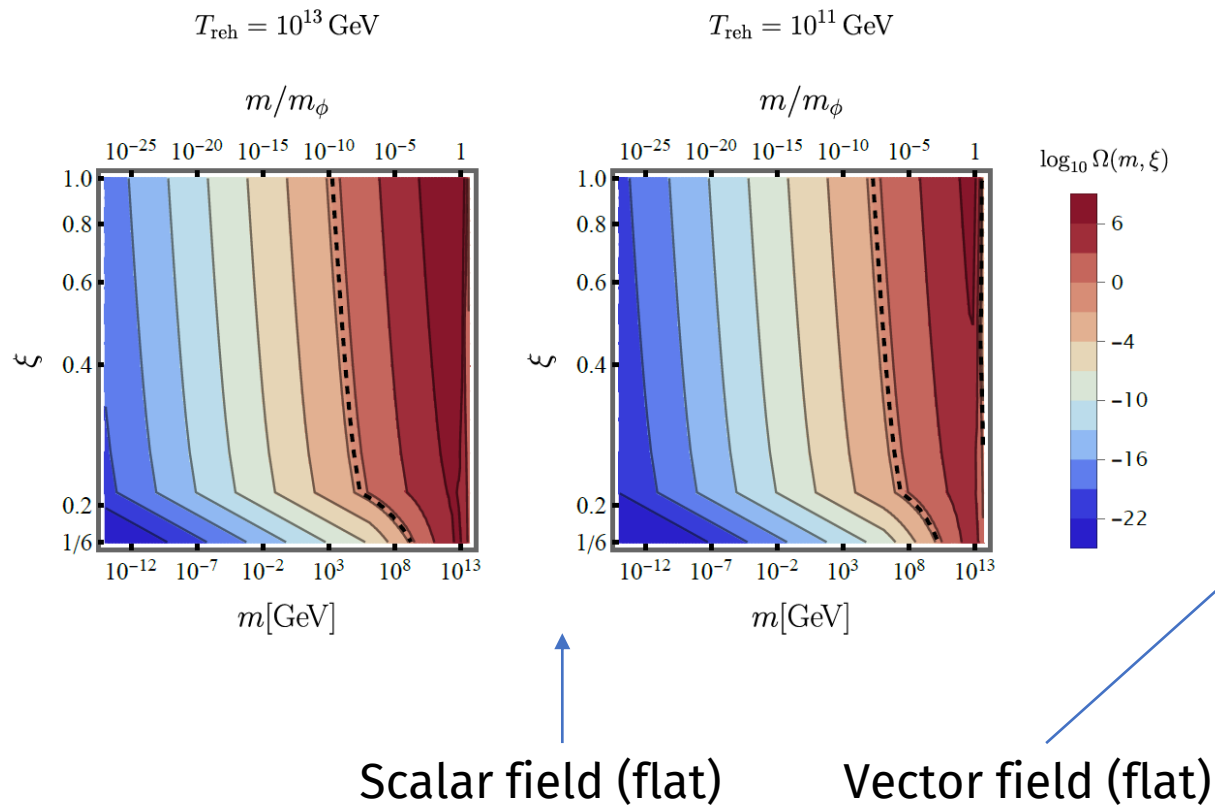 T_reh = 10^13 GeV
T_reh = 10^11 GeV
m/m_ϕ
m/m_ϕ
10^−25 10^−20 10^−15 10^−10 10^−5 1
10^−25 10^−20 10^−15 10^−10 10^−5 1
log_10 Ω(m, ξ)
1.0
0.8
0.6
0.4
0.2
1/6
ξ
1.0
0.8
0.6
0.4
0.2
1/6
ξ
6
0
−4
−10
−16
−22
10^−12 10^−7 10^−2 10^3 10^8 10^13
10^−12 10^−7 10^−2 10^3 10^8 10^13
m[GeV]
m[GeV]
Scalar field (flat)
Vector field (flat)